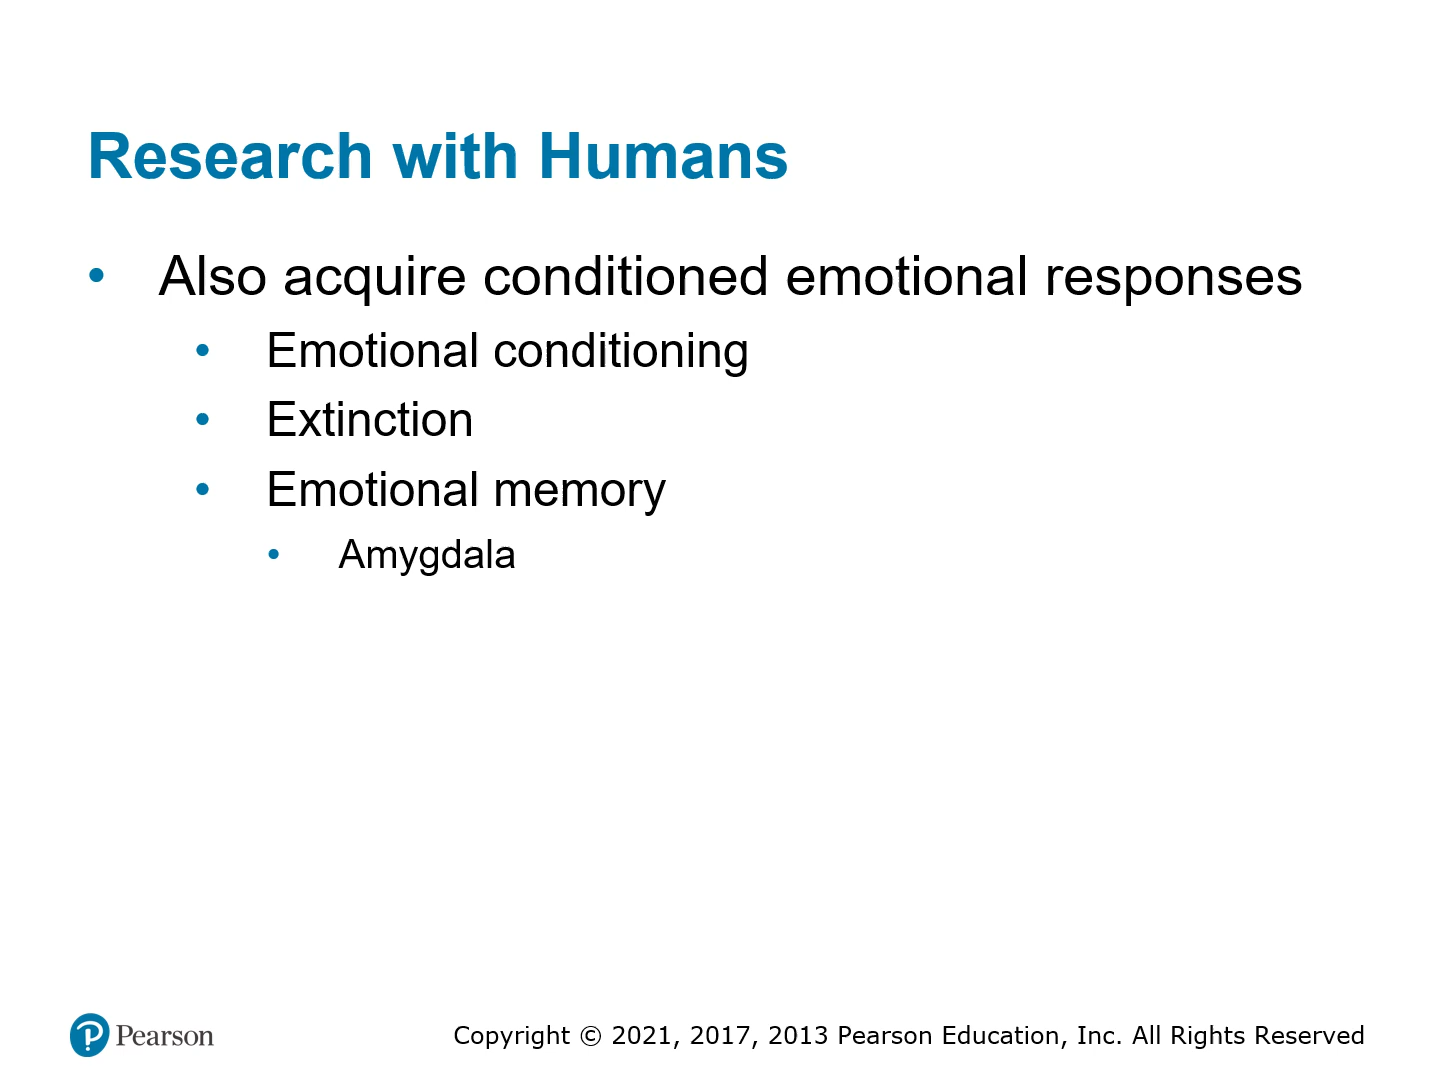 Research with Humans
• Also acquire conditioned emotional responses
• Emotional conditioning
• Extinction
• Emotional memory
• Amygdala
Pearson
Copyright © 2021, 2017, 2013 Pearson Education, Inc. All Rights Reserved